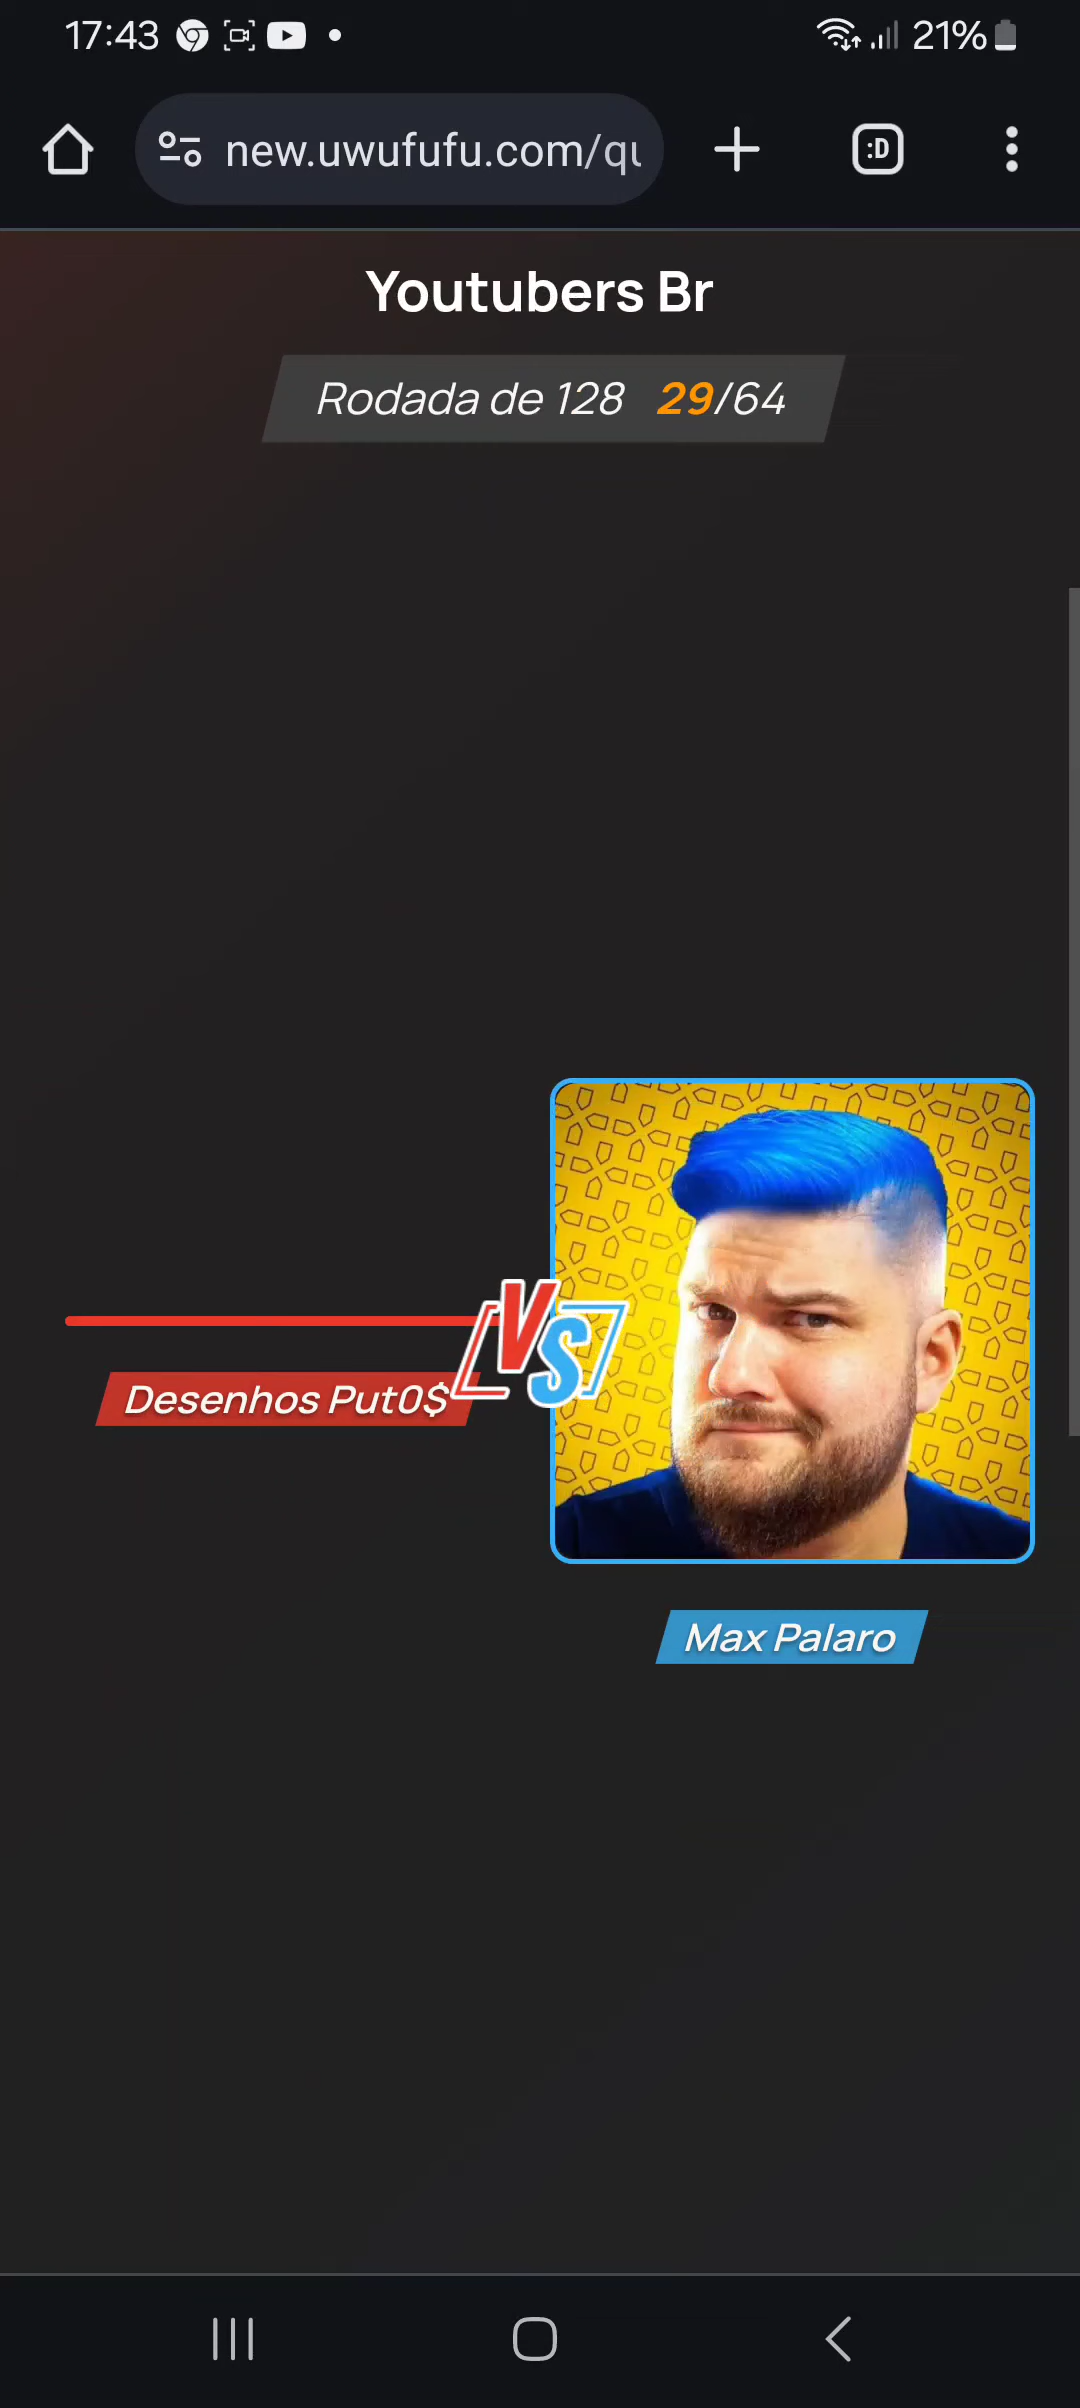 17:43
21%
new.uwufufu.com/qu
:D
Youtubers Br
Rodada de 128 29/64
VS
Desenhos Put0$
Max Palaro